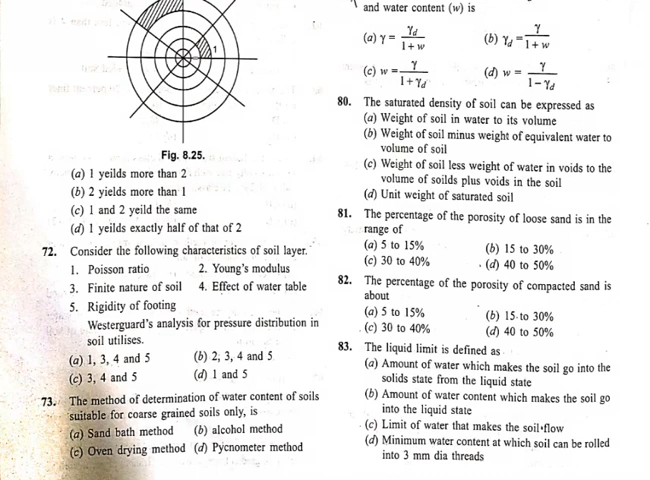 1
Fig. 8.25.
(a) 1 yeilds more than 2
(b) 2 yields more than 1
(c) 1 and 2 yeild the same
(d) 1 yeilds exactly half of that of 2
72. Consider the following characteristics of soil layer.
1. Poisson ratio 2. Young's modulus
3. Finite nature of soil 4. Effect of water table
5. Rigidity of footing
Westerguard's analysis for pressure distribution in
soil utilises.
(a) 1, 3, 4 and 5 (b) 2, 3, 4 and 5
(c) 3, 4 and 5 (d) 1 and 5
73. The method of determination of water content of soils
suitable for coarse grained soils only, is
(a) Sand bath method (b) alcohol method
(c) Oven drying method (d) Pycnometer method
and water content (w) is
(a) γ = γd / 1 + w (b) γd = γ / 1 + w
(c) w = γ / 1 + γd (d) w = γ / 1 − γd
80. The saturated density of soil can be expressed as
(a) Weight of soil in water to its volume
(b) Weight of soil minus weight of equivalent water to
volume of soil
(c) Weight of soil less weight of water in voids to the
volume of soilds plus voids in the soil
(d) Unit weight of saturated soil
81. The percentage of the porosity of loose sand is in the
range of
(a) 5 to 15% (b) 15 to 30%
(c) 30 to 40% (d) 40 to 50%
82. The percentage of the porosity of compacted sand is
about
(a) 5 to 15% (b) 15 to 30%
(c) 30 to 40% (d) 40 to 50%
83. The liquid limit is defined as
(a) Amount of water which makes the soil go into the
solids state from the liquid state
(b) Amount of water content which makes the soil go
into the liquid state
(c) Limit of water that makes the soil flow
(d) Minimum water content at which soil can be rolled
into 3 mm dia threads